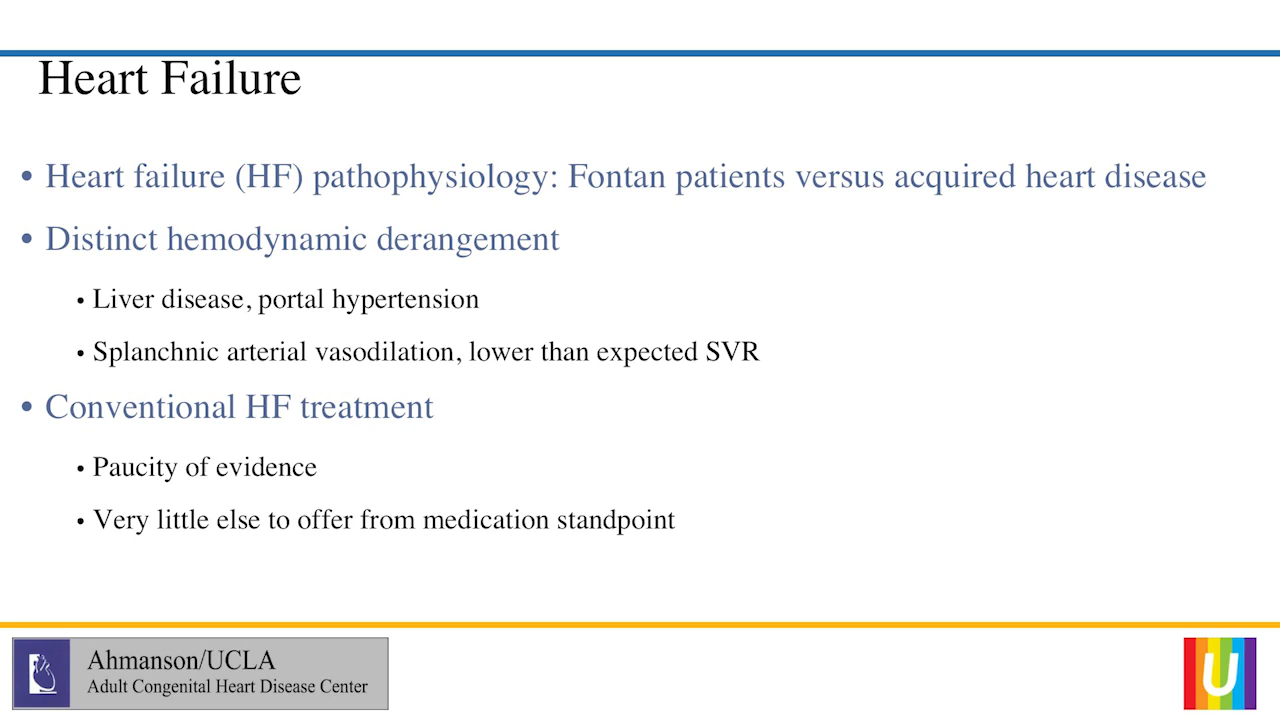 Heart Failure
• Heart failure (HF) pathophysiology: Fontan patients versus acquired heart disease
• Distinct hemodynamic derangement
• Liver disease, portal hypertension
• Splanchnic arterial vasodilation, lower than expected SVR
• Conventional HF treatment
• Paucity of evidence
• Very little else to offer from medication standpoint
Ahmanson/UCLA
Adult Congenital Heart Disease Center
U